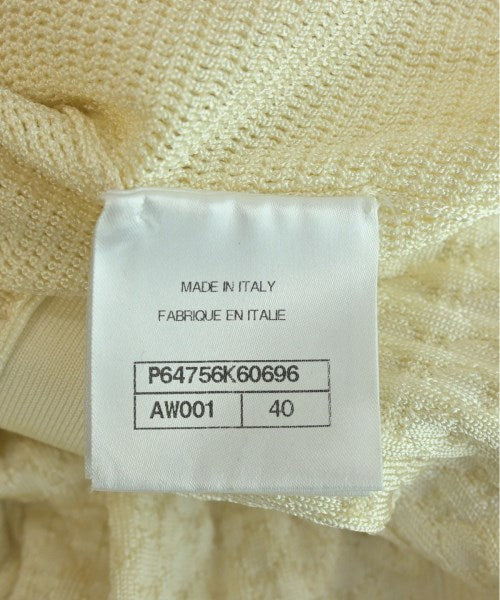 MADE IN ITALY
FABRIQUE EN ITALIE
P64756K60696
AW001 40